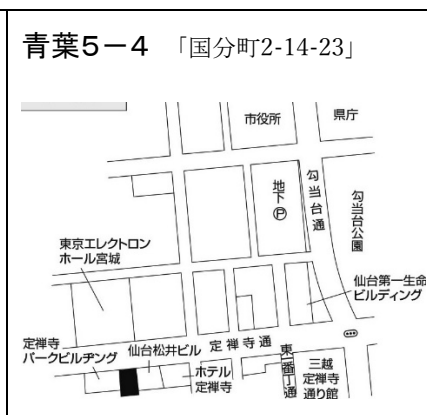 青葉5－4 「国分町2-14-23」
市役所
県庁
地下Ⓟ
勾当台通
勾当台公園
東京エレクトロン
ホール宮城
仙台第一生命
ビルディング
定禅寺通
定禅寺
パークビルヂング
仙台松井ビル
ホテル
定禅寺
東一番丁通
三越
定禅寺
通り館